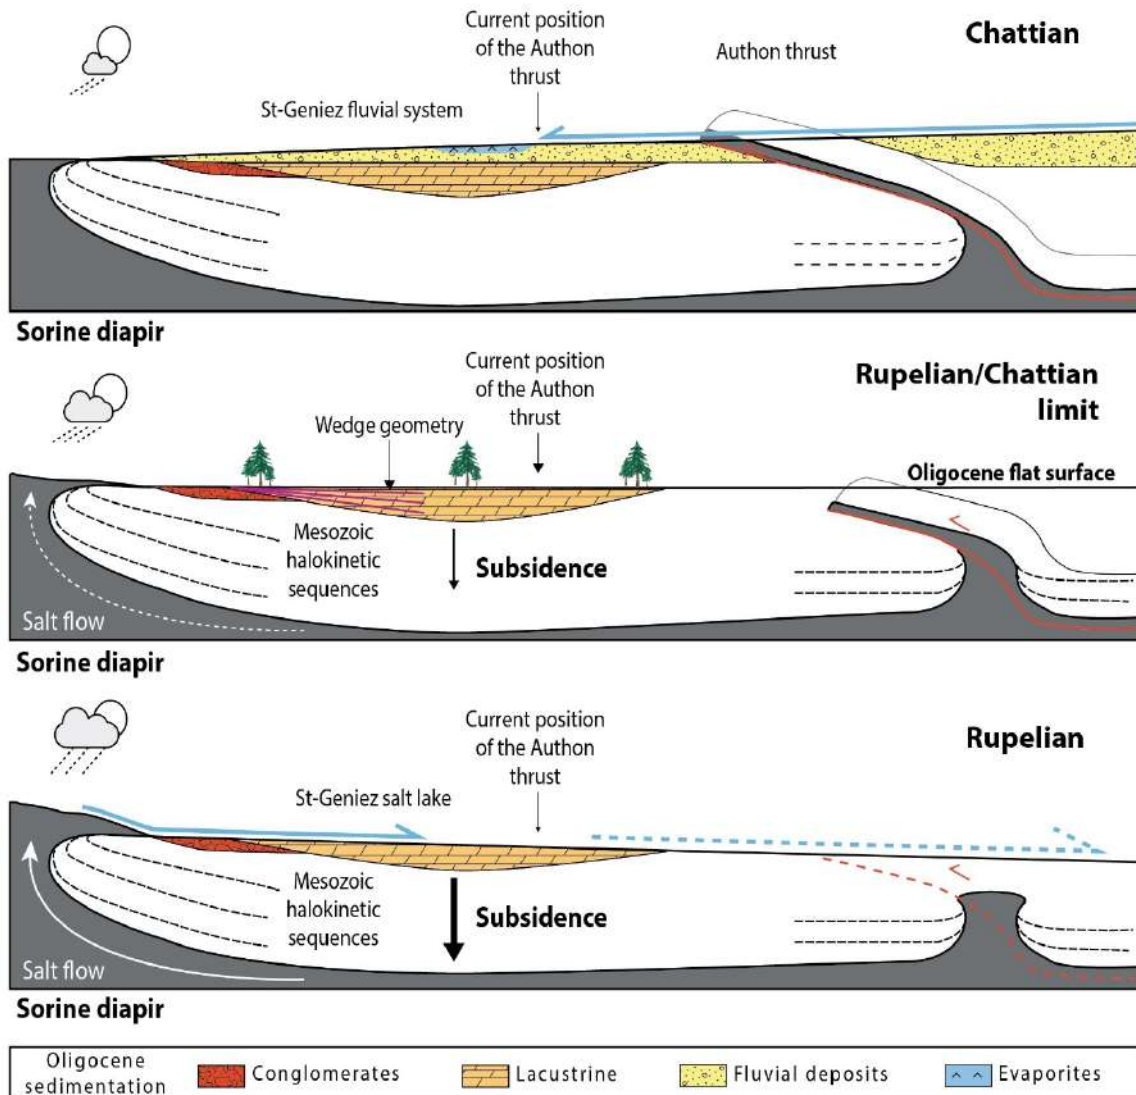 Current position
of the Authon
thrust
Authon thrust
Chattian
St-Geniez fluvial system
Sorine diapir
Current position
of the Authon
thrust
Rupelian/Chattian
limit
Wedge geometry
Oligocene flat surface
Mesozoic
halokinetic
sequences
Subsidence
Salt flow
Sorine diapir
Current position
of the Authon
thrust
Rupelian
St-Geniez salt lake
Mesozoic
halokinetic
sequences
Subsidence
Salt flow
Sorine diapir
Oligocene
sedimentation
Conglomerates
Lacustrine
Fluvial deposits
Evaporites